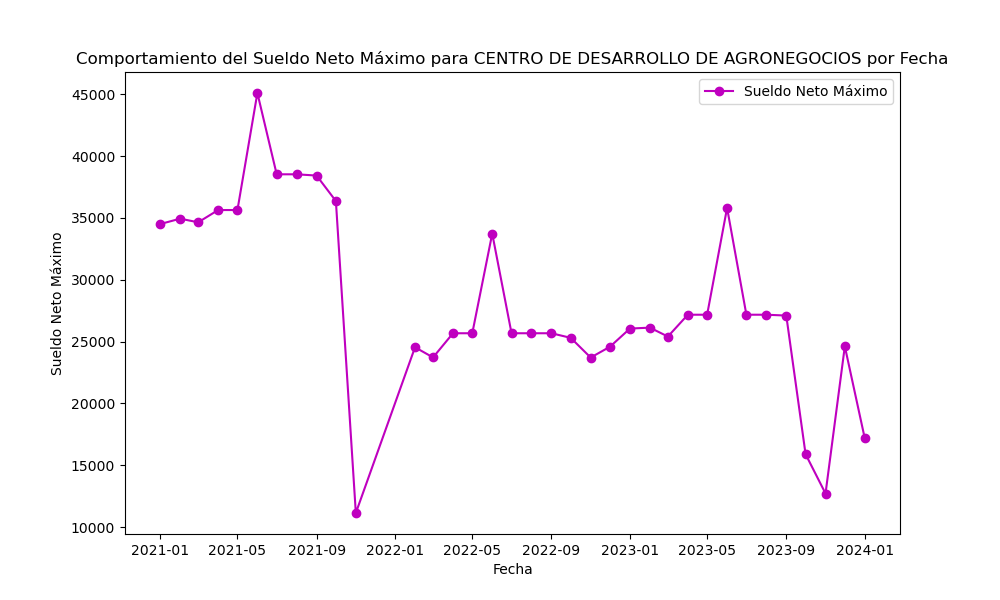 Comportamiento del Sueldo Neto Máximo para CENTRO DE DESARROLLO DE AGRONEGOCIOS por Fecha
Sueldo Neto Máximo
Sueldo Neto Máximo
45000
40000
35000
30000
25000
20000
15000
10000
2021-01 2021-05 2021-09 2022-01 2022-05 2022-09 2023-01 2023-05 2023-09 2024-01
Fecha